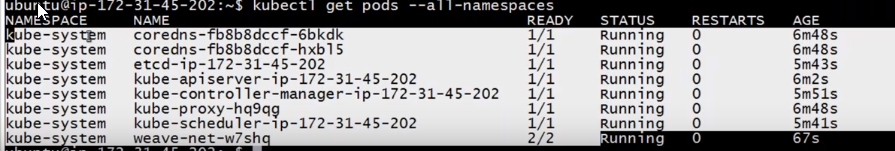 ubuntu@ip-172-31-45-202:~$ kubectl get pods --all-namespaces
NAMESPACE NAME READY STATUS RESTARTS AGE
kube-system coredns-fb8b8dccf-6bkdk 1/1 Running 0 6m48s
kube-system coredns-fb8b8dccf-hxbl5 1/1 Running 0 6m48s
kube-system etcd-ip-172-31-45-202 1/1 Running 0 5m43s
kube-system kube-apiserver-ip-172-31-45-202 1/1 Running 0 6m2s
kube-system kube-controller-manager-ip-172-31-45-202 1/1 Running 0 5m51s
kube-system kube-proxy-hq9qg 1/1 Running 0 6m48s
kube-system kube-scheduler-ip-172-31-45-202 1/1 Running 0 5m41s
kube-system weave-net-w7shq 2/2 Running 0 67s
ubuntu@ip-172-31-45-202:~$